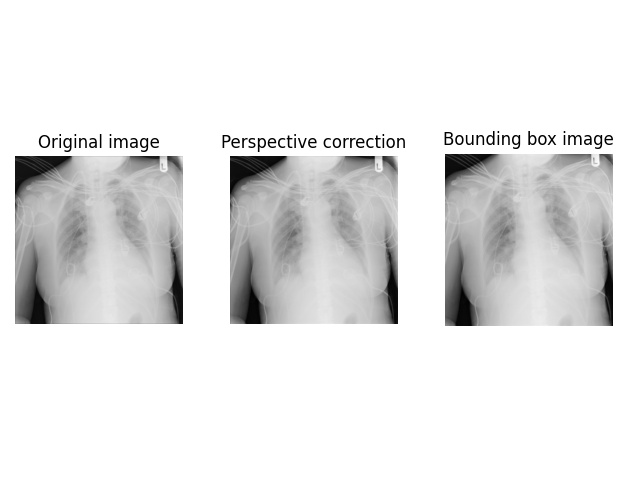 Original image
Perspective correction
Bounding box image
L
L
L